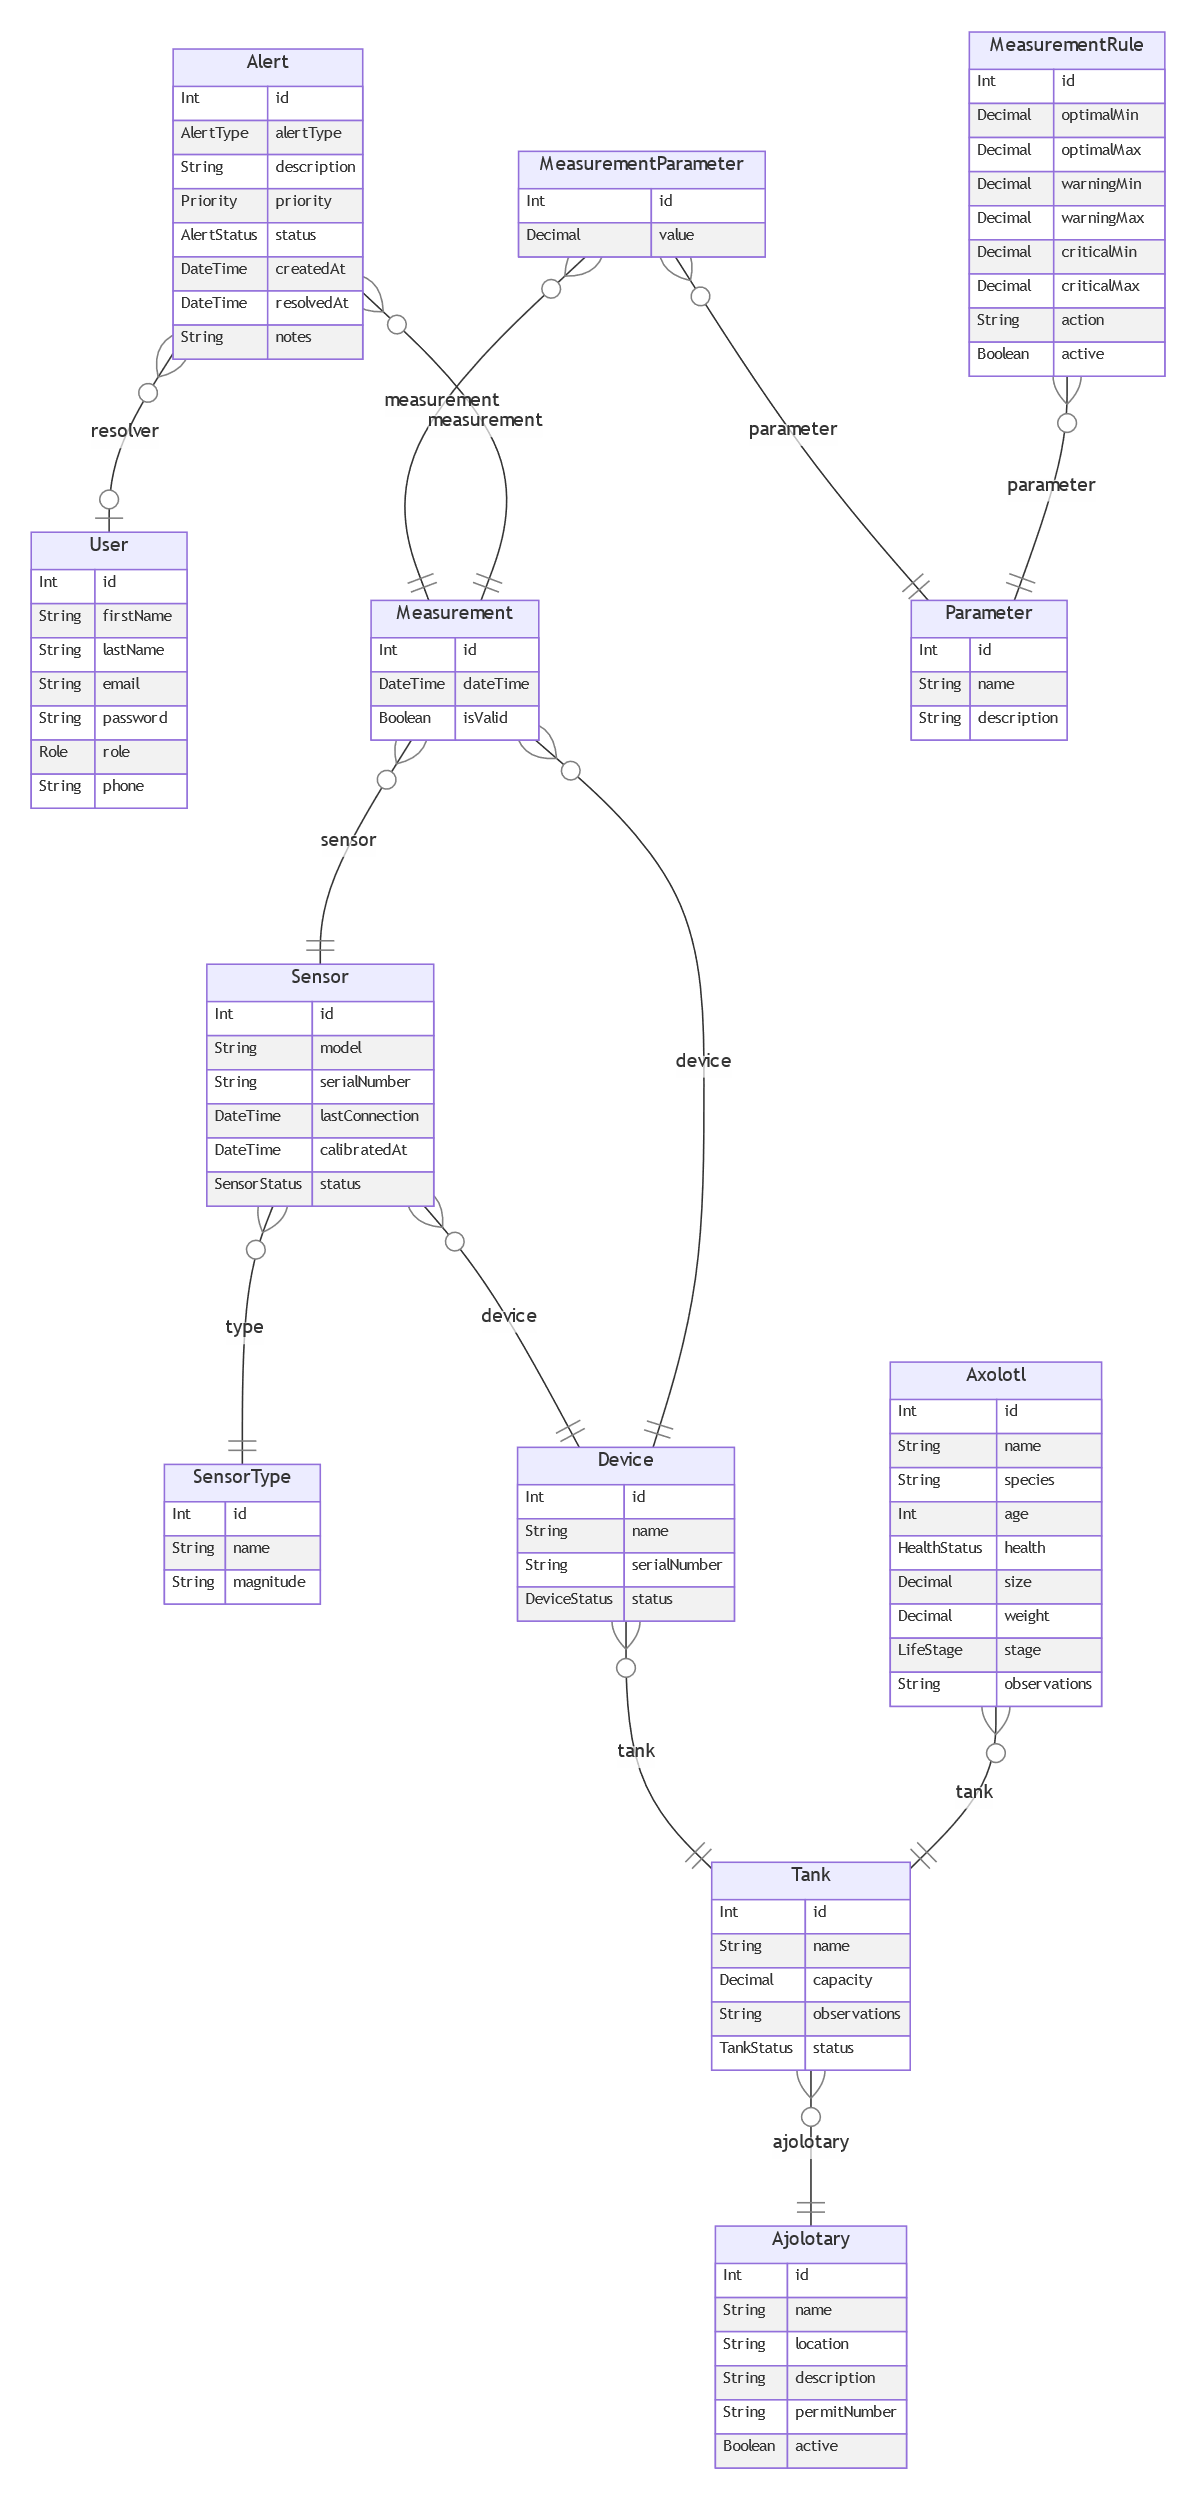 Alert
Int id
AlertType alertType
String description
Priority priority
AlertStatus status
DateTime createdAt
DateTime resolvedAt
String notes
MeasurementParameter
Int id
Decimal value
MeasurementRule
Int id
Decimal optimalMin
Decimal optimalMax
Decimal warningMin
Decimal warningMax
Decimal criticalMin
Decimal criticalMax
String action
Boolean active
measurement
measurement
parameter
resolver
parameter
User
Int id
String firstName
String lastName
String email
String password
Role role
String phone
Measurement
Int id
DateTime dateTime
Boolean isValid
Parameter
Int id
String name
String description
sensor
device
Sensor
Int id
String model
String serialNumber
DateTime lastConnection
DateTime calibratedAt
SensorStatus status
type
device
SensorType
Int id
String name
String magnitude
Device
Int id
String name
String serialNumber
DeviceStatus status
Axolotl
Int id
String name
String species
Int age
HealthStatus health
Decimal size
Decimal weight
LifeStage stage
String observations
tank
tank
Tank
Int id
String name
Decimal capacity
String observations
TankStatus status
ajolotary
Ajolotary
Int id
String name
String location
String description
String permitNumber
Boolean active